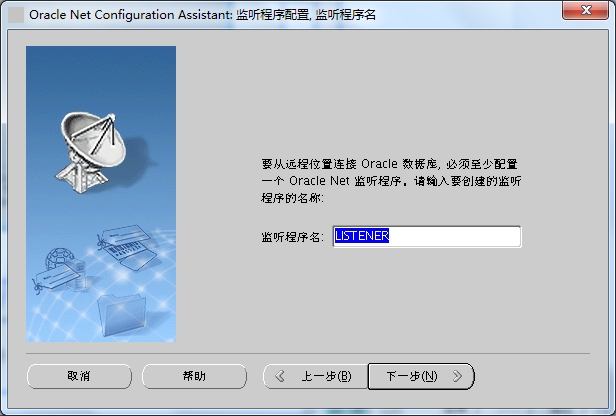 Oracle Net Configuration Assistant: 监听程序配置, 监听程序名
要从远程位置连接 Oracle 数据库, 必须至少配置
一个 Oracle Net 监听程序。请输入要创建的监听
程序的名称:
监听程序名: LISTENER
取消 帮助 上一步(B) 下一步(N)